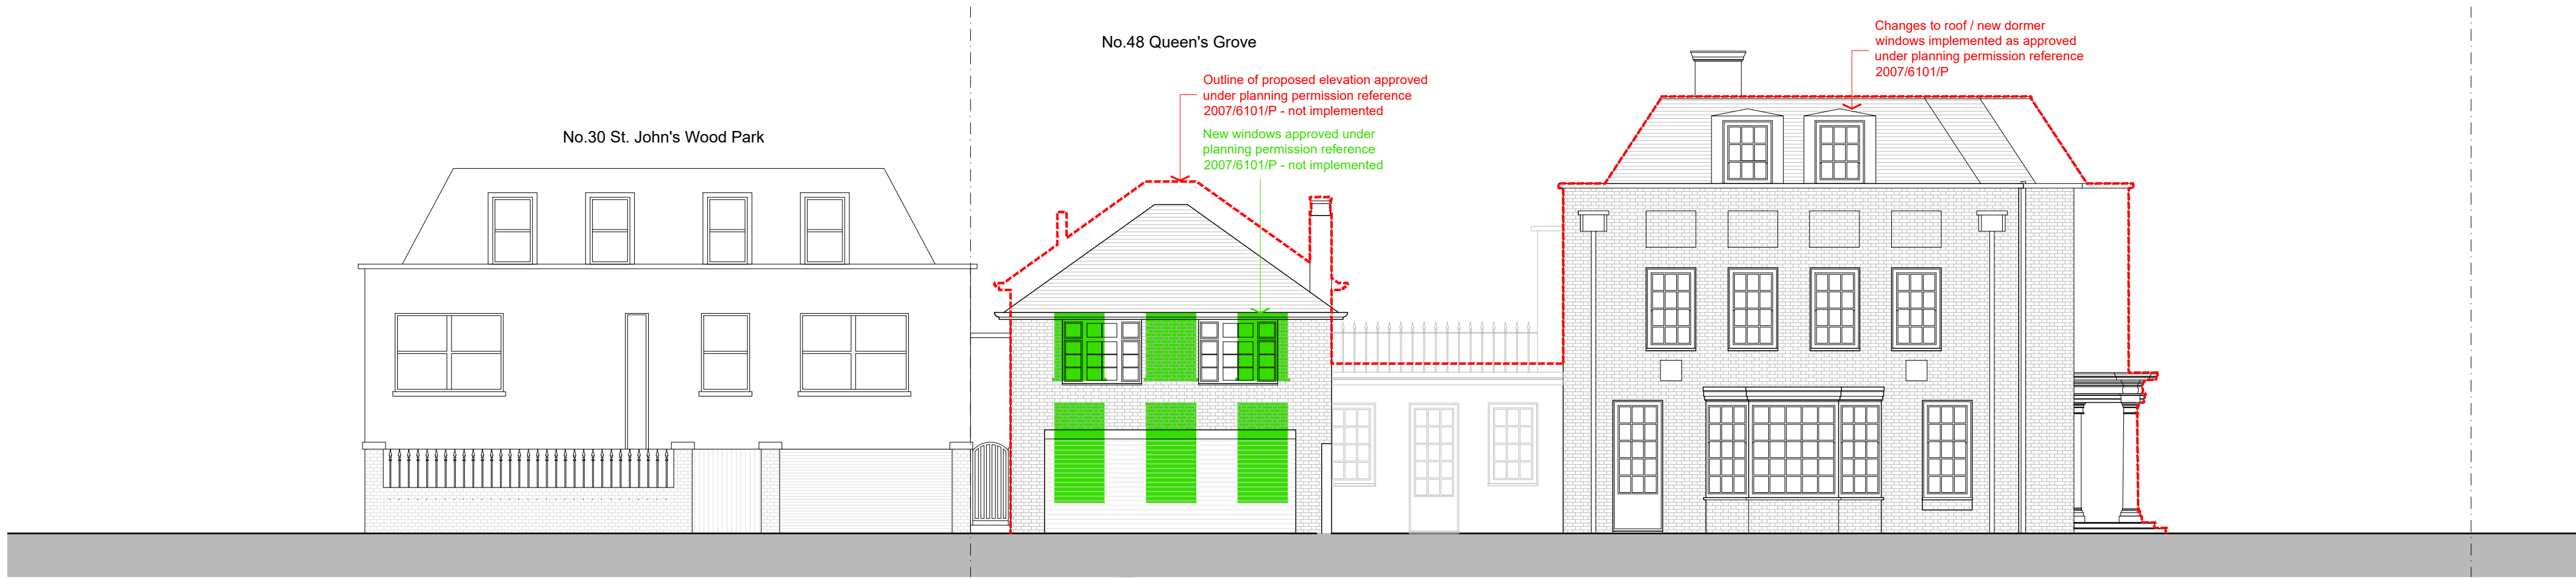 No.48 Queen's Grove
Outline of proposed elevation approved
under planning permission reference
2007/6101/P - not implemented
New windows approved under
planning permission reference
2007/6101/P - not implemented
No.30 St. John's Wood Park
Changes to roof / new dormer
windows implemented as approved
under planning permission reference
2007/6101/P